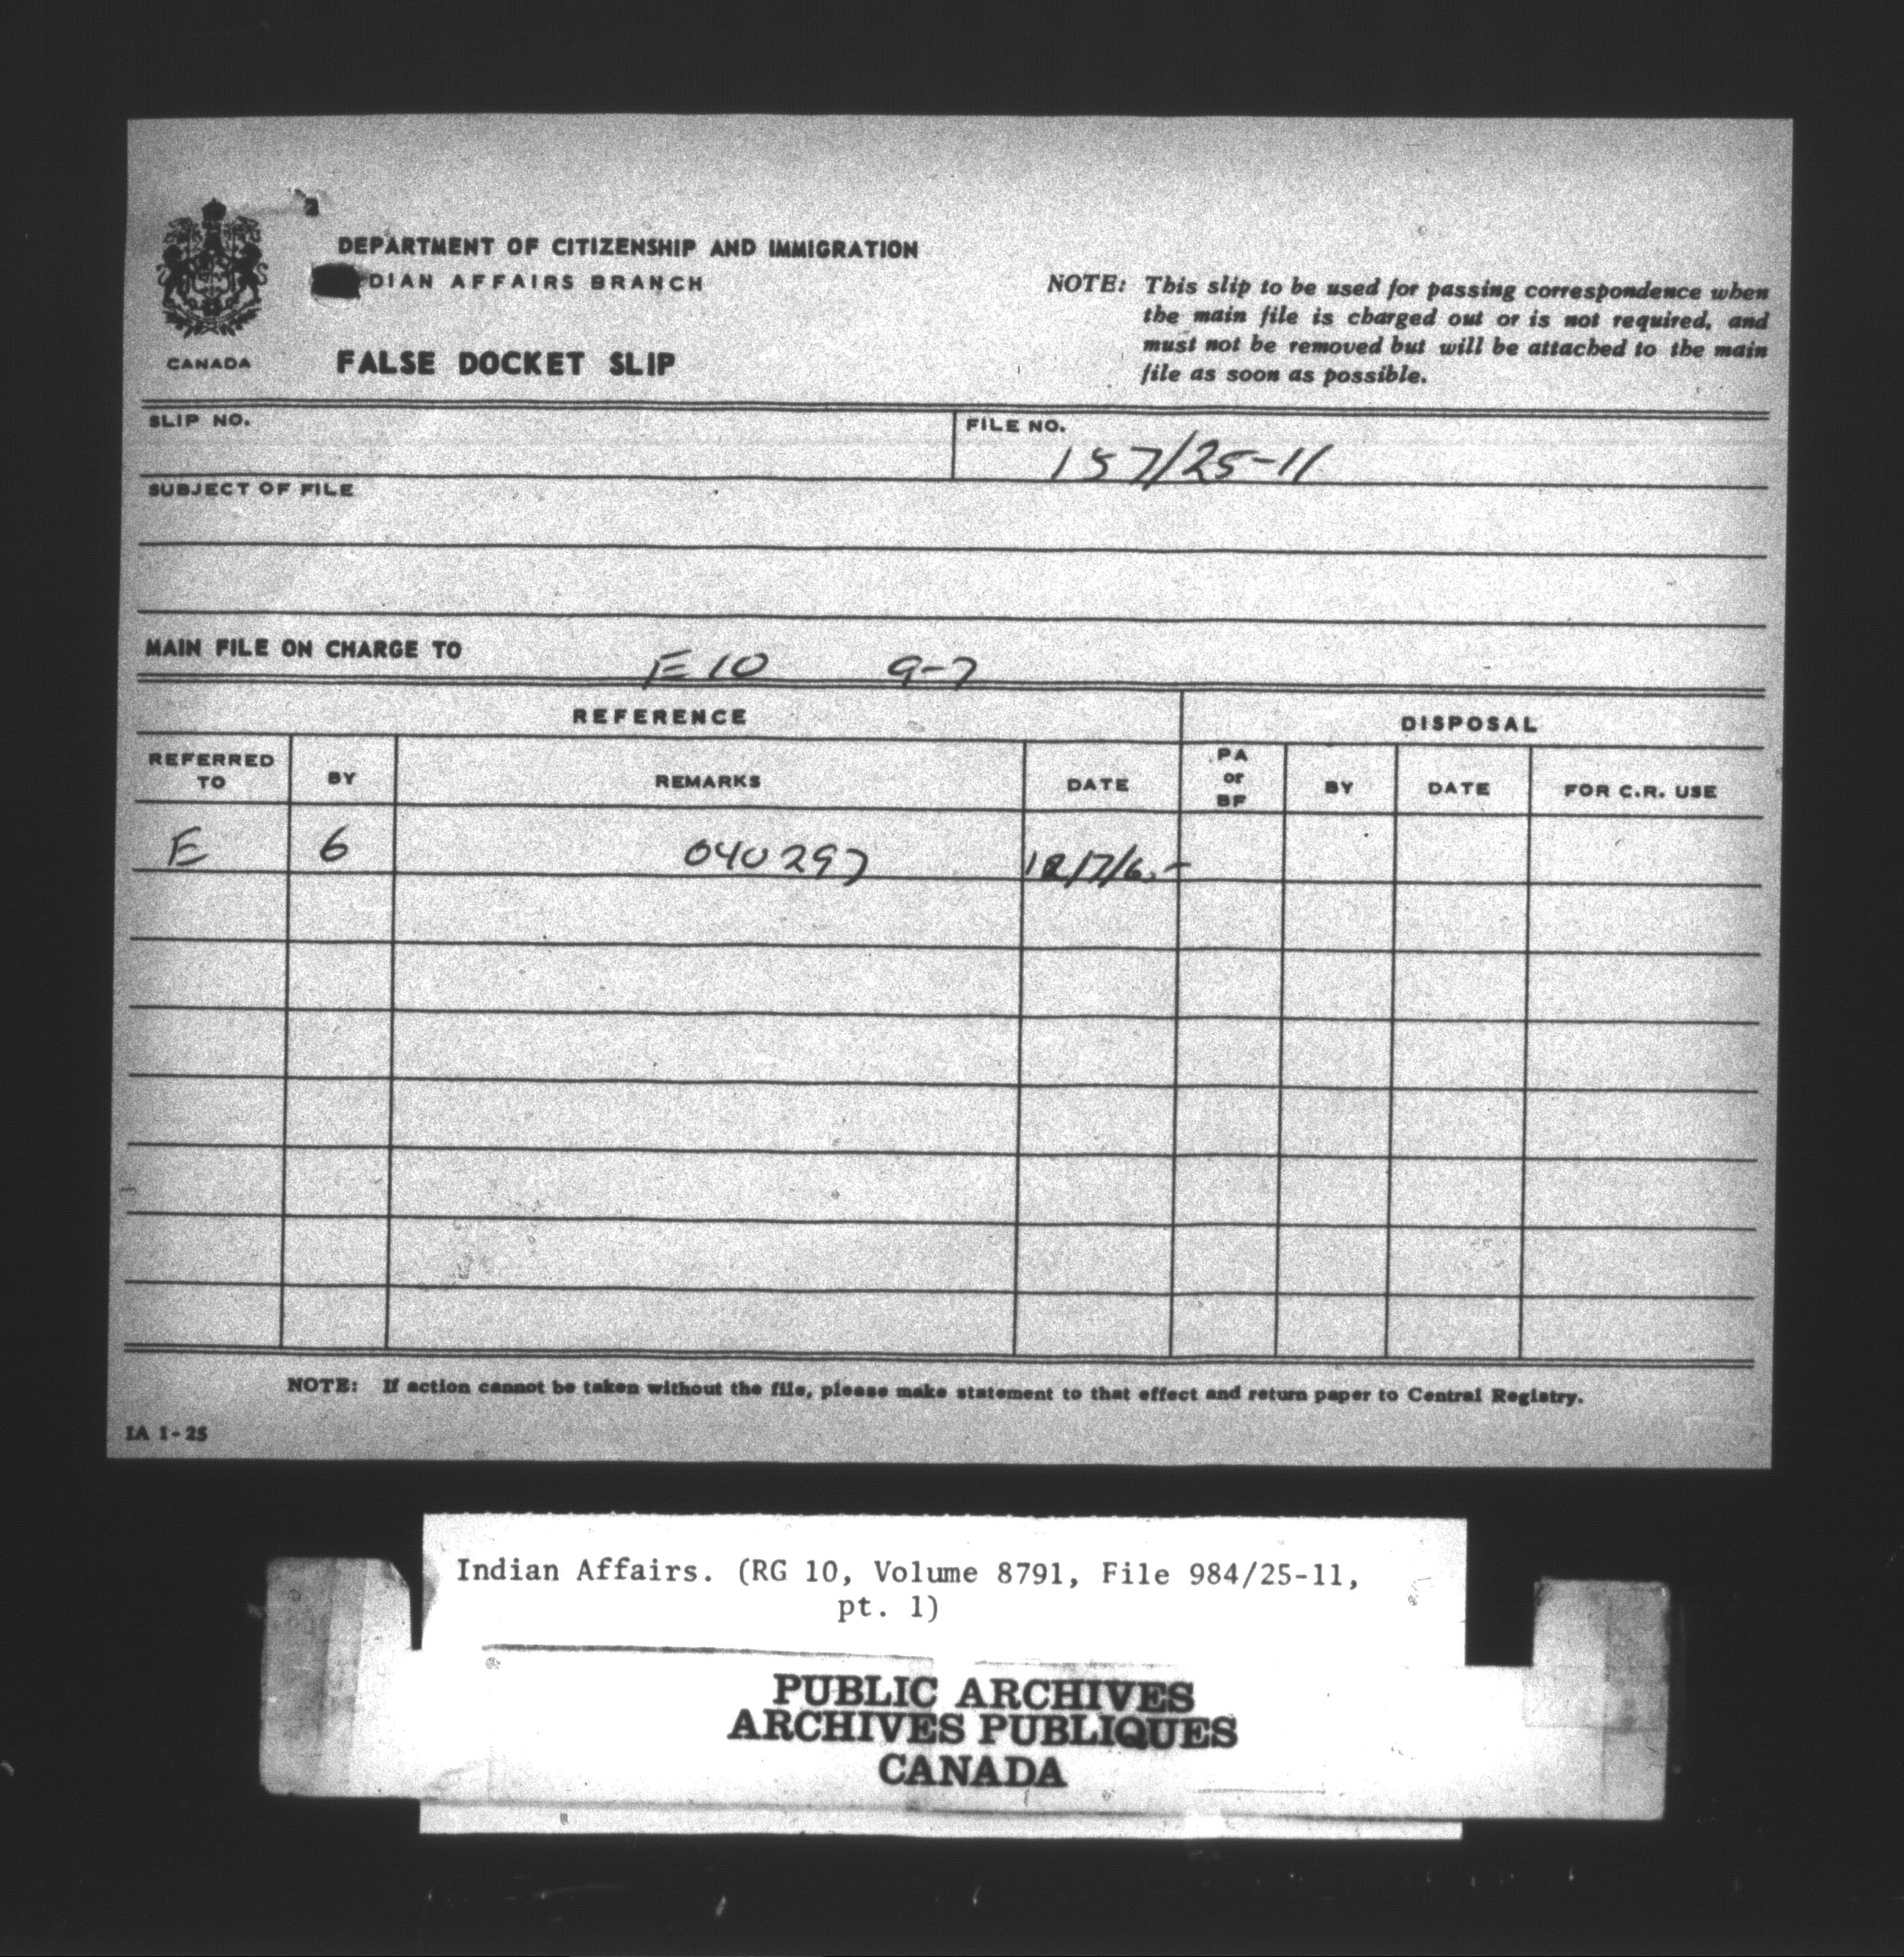 DEPARTMENT OF CITIZENSHIP AND IMMIGRATION
DIAN AFFAIRS BRANCH
CANADA
FALSE DOCKET SLIP
NOTE: This slip to be used for passing correspondence when
the main file is charged out or is not required, and
must not be removed but will be attached to the main
file as soon as possible.
SLIP NO.
FILE NO.
157/25-11
SUBJECT OF FILE
MAIN FILE ON CHARGE TO E10 9-7
REFERENCE
DISPOSAL
REFERRED TO
BY
REMARKS
DATE
PA or BF
BY
DATE
FOR C.R. USE
E 6 040297
NOTE: If action cannot be taken without the file, please make statement to that effect and return paper to Central Registry.
IA 1-25
Indian Affairs. (RG 10, Volume 8791, File 984/25-11,
pt. 1)
PUBLIC ARCHIVES
ARCHIVES PUBLIQUES
CANADA